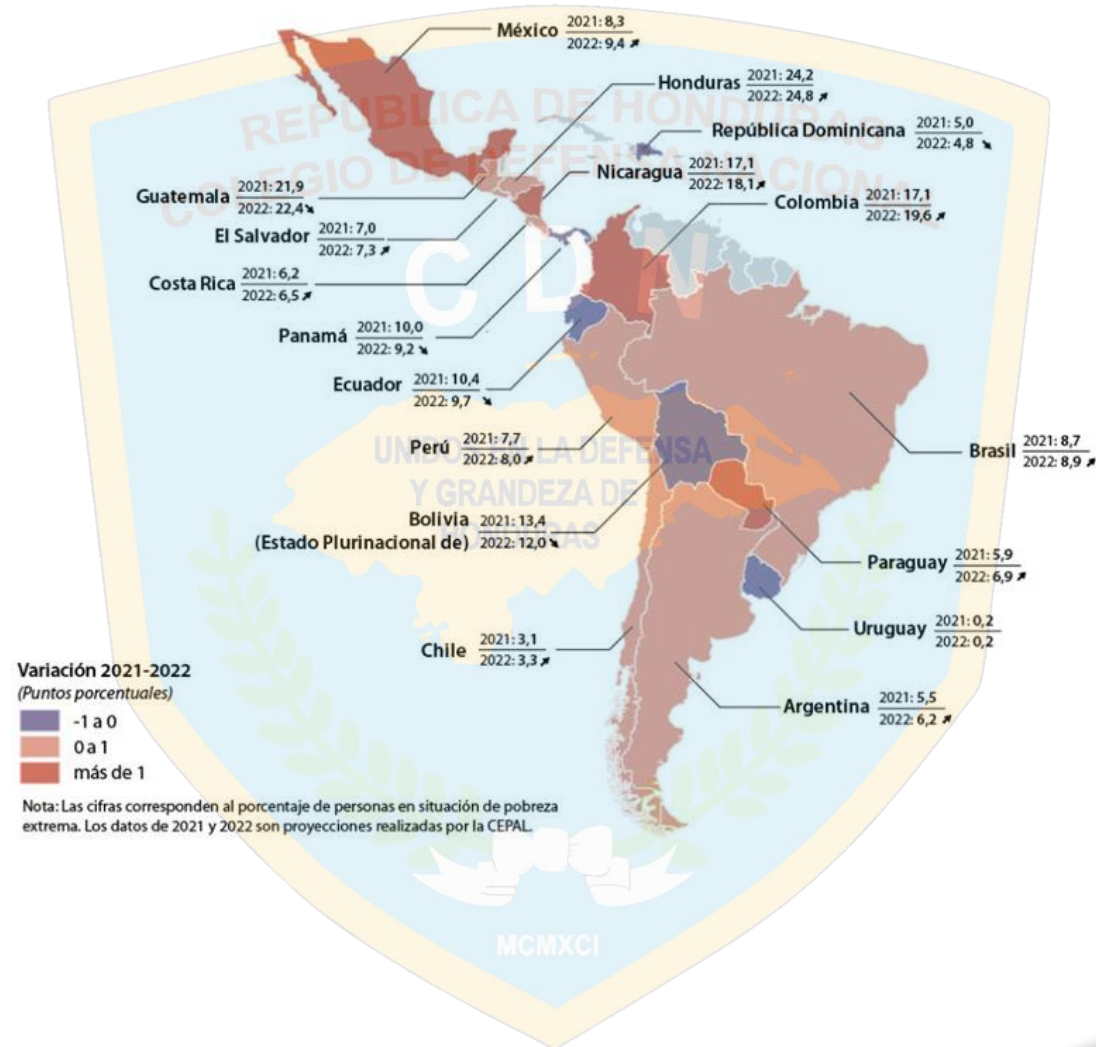 México 2021: 8,3
2022: 9,4 ↗
Honduras 2021: 24,2
2022: 24,8 ↗
REPUBLICA DE HONDURAS
República Dominicana 2021: 5,0
2022: 4,8 ↘
COLEGIO DE DEFENSA NACIONAL
Nicaragua 2021: 17,1
2022: 18,1 ↗
Guatemala 2021: 21,9
2022: 22,4 ↘
Colombia 2021: 17,1
2022: 19,6 ↗
El Salvador 2021: 7,0
2022: 7,3 ↗
C D N
Costa Rica 2021: 6,2
2022: 6,5 ↗
Panamá 2021: 10,0
2022: 9,2 ↘
Ecuador 2021: 10,4
2022: 9,7 ↘
Perú 2021: 7,7
2022: 8,0 ↗
UNIDOS EN LA DEFENSA
Y GRANDEZA DE
HONDURAS
Brasil 2021: 8,7
2022: 8,9 ↗
Bolivia 2021: 13,4
(Estado Plurinacional de) 2022: 12,0 ↘
Paraguay 2021: 5,9
2022: 6,9 ↗
Uruguay 2021: 0,2
2022: 0,2
Chile 2021: 3,1
2022: 3,3 ↗
Argentina 2021: 5,5
2022: 6,2 ↗
Variación 2021-2022
(Puntos porcentuales)
-1 a 0
0 a 1
más de 1
Nota: Las cifras corresponden al porcentaje de personas en situación de pobreza
extrema. Los datos de 2021 y 2022 son proyecciones realizadas por la CEPAL.
MCMXCI